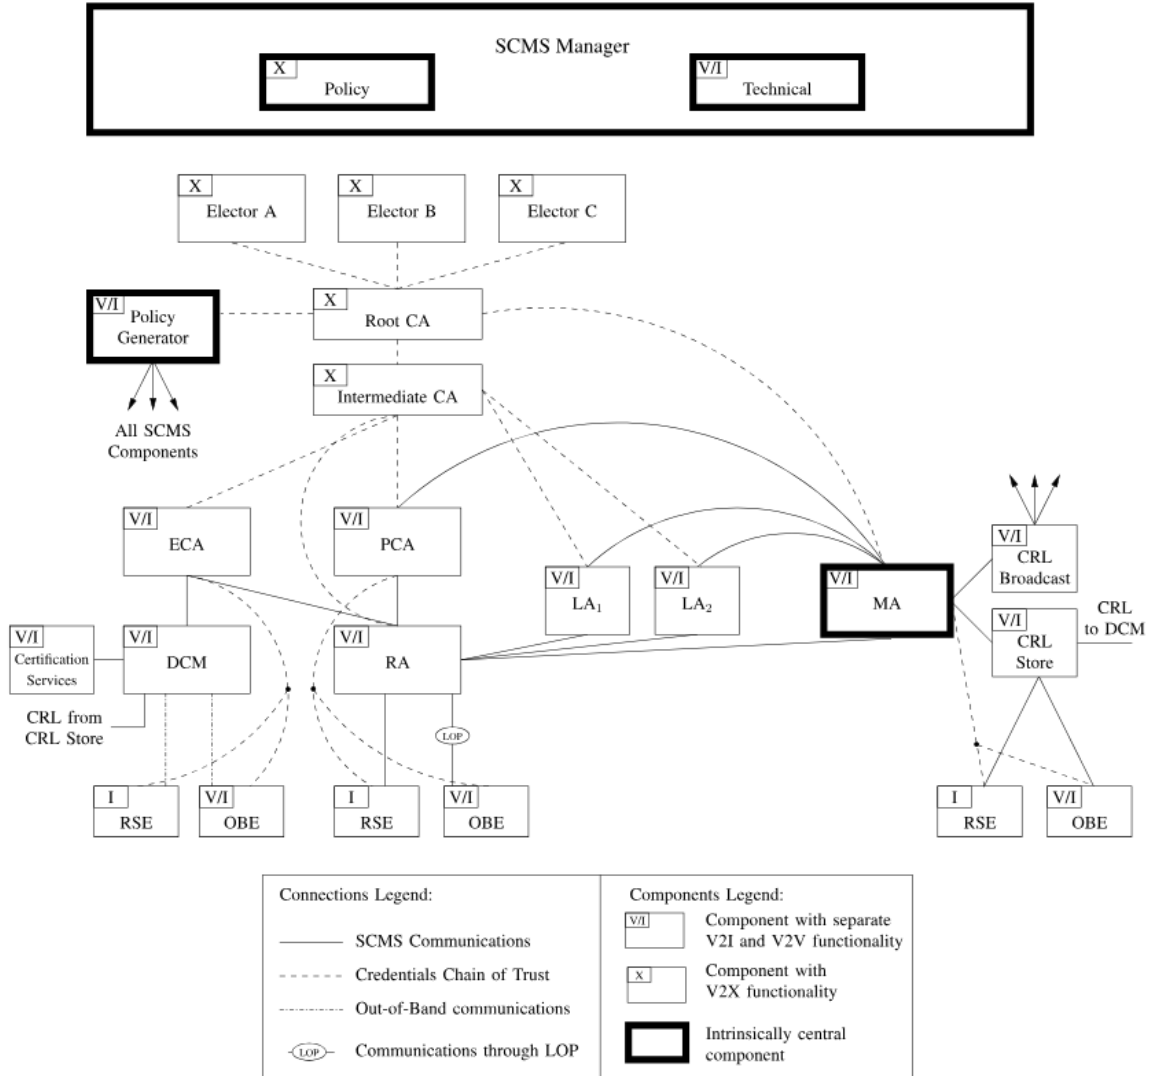 SCMS Manager
X
Policy
V/I
Technical
X
Elector A
X
Elector B
X
Elector C
V/I
Policy
Generator
X
Root CA
X
Intermediate CA
All SCMS
Components
V/I
ECA
V/I
PCA
V/I
LA1
V/I
LA2
V/I
MA
V/I
CRL
Broadcast
V/I
CRL
Store
CRL
to DCM
V/I
Certification
Services
V/I
DCM
V/I
RA
CRL from
CRL Store
LOP
I
RSE
V/I
OBE
I
RSE
V/I
OBE
I
RSE
V/I
OBE
Connections Legend:
SCMS Communications
Credentials Chain of Trust
Out-of-Band communications
LOP
Communications through LOP
Components Legend:
V/I
Component with separate
V2I and V2V functionality
X
Component with
V2X functionality
Intrinsically central
component